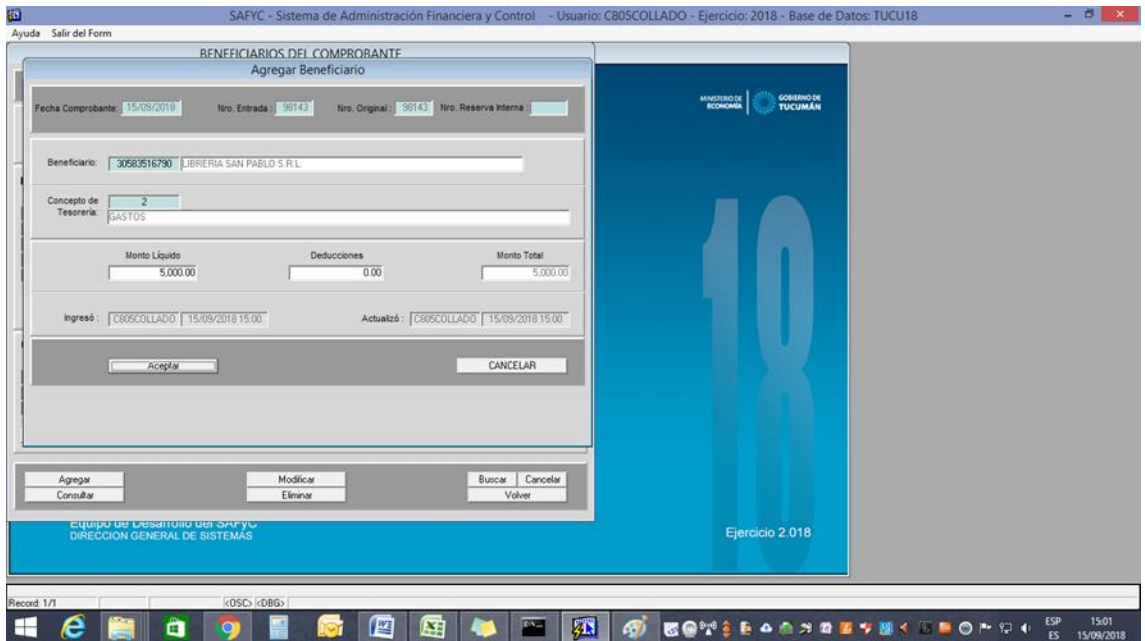 SAFYC - Sistema de Administración Financiera y Control - Usuario: C805COLLADO - Ejercicio: 2018 - Base de Datos: TUCU18
Ayuda Salir del Form
BENEFICIARIOS DEL COMPROBANTE
Agregar Beneficiario
Fecha Comprobante: 15/09/2018 Nro. Entrada : 98143 Nro. Original : 98143 Nro. Reserva Interna :
MINISTERIO DE ECONOMÍA GOBIERNO DE TUCUMÁN
Beneficiario: 30583516790 LIBRERIA SAN PABLO S.R.L.
Concepto de Tesorería: 2
GASTOS
Monto Líquido Deducciones Monto Total
5,000.00 0.00 5,000.00
Ingresó : C805COLLADO 15/09/2018 15:00 Actualizó : C805COLLADO 15/09/2018 15:00
Aceptar CANCELAR
18
Agregar Modificar Buscar Cancelar
Consultar Eliminar Volver
Equipo de Desarrollo del SAFyC
DIRECCION GENERAL DE SISTEMAS
Ejercicio 2.018
Record: 1/1 <OSC> <DBG>
ESP 15:01
ES 15/09/2018